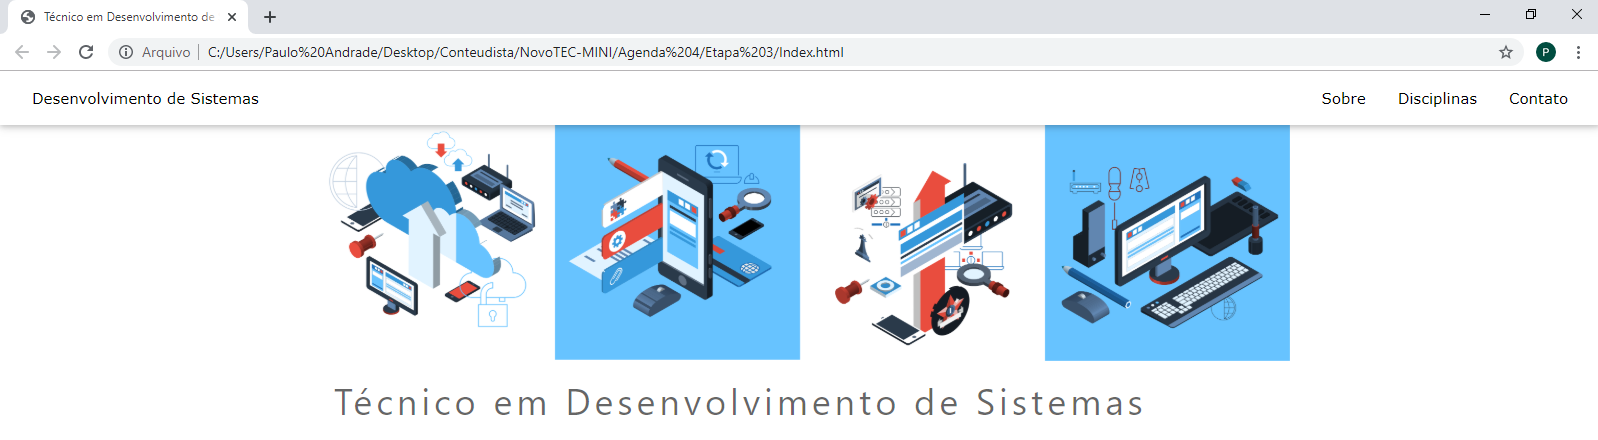 Técnico em Desenvolvimento de
Arquivo | C:/Users/Paulo%20Andrade/Desktop/Conteudista/NovoTEC-MINI/Agenda%204/Etapa%203/Index.html
P
Desenvolvimento de Sistemas Sobre Disciplinas Contato
Técnico em Desenvolvimento de Sistemas